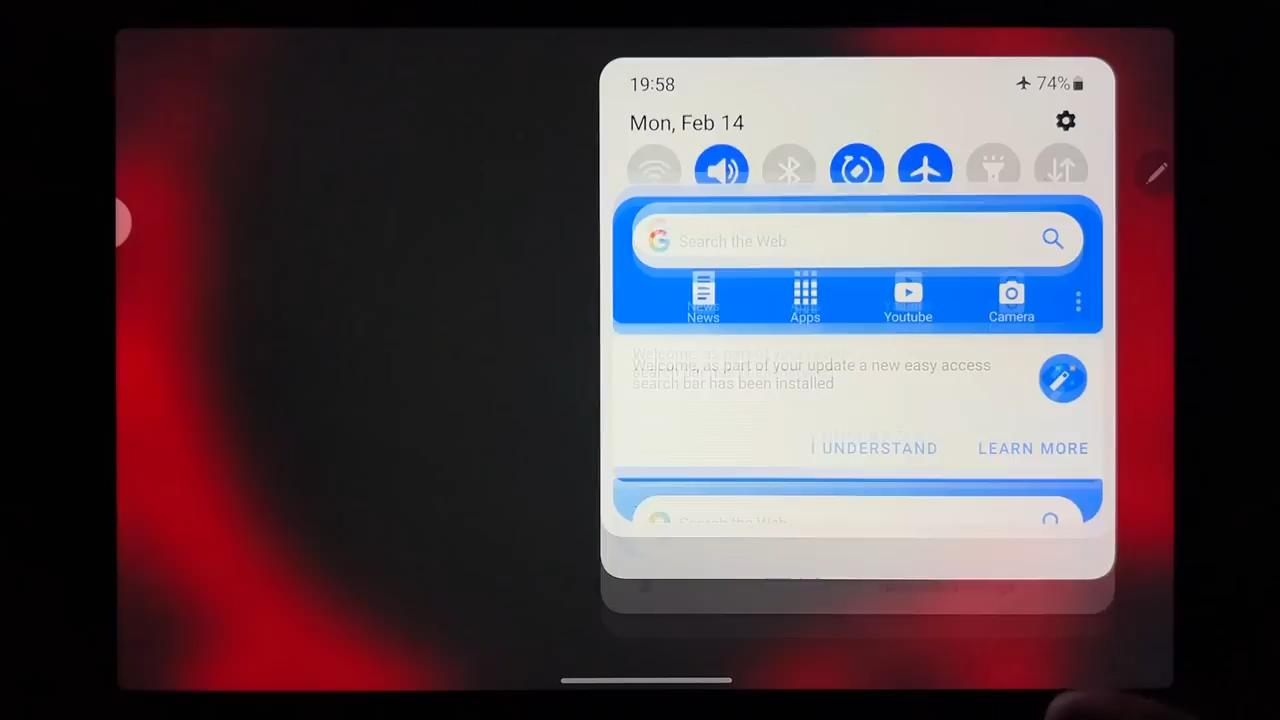 19:58
74%
Mon, Feb 14
Search the Web
News
News
Apps
Youtube
Camera
Welcome, as part of your update a new easy access
search bar has been installed
I UNDERSTAND
LEARN MORE
Search the Web